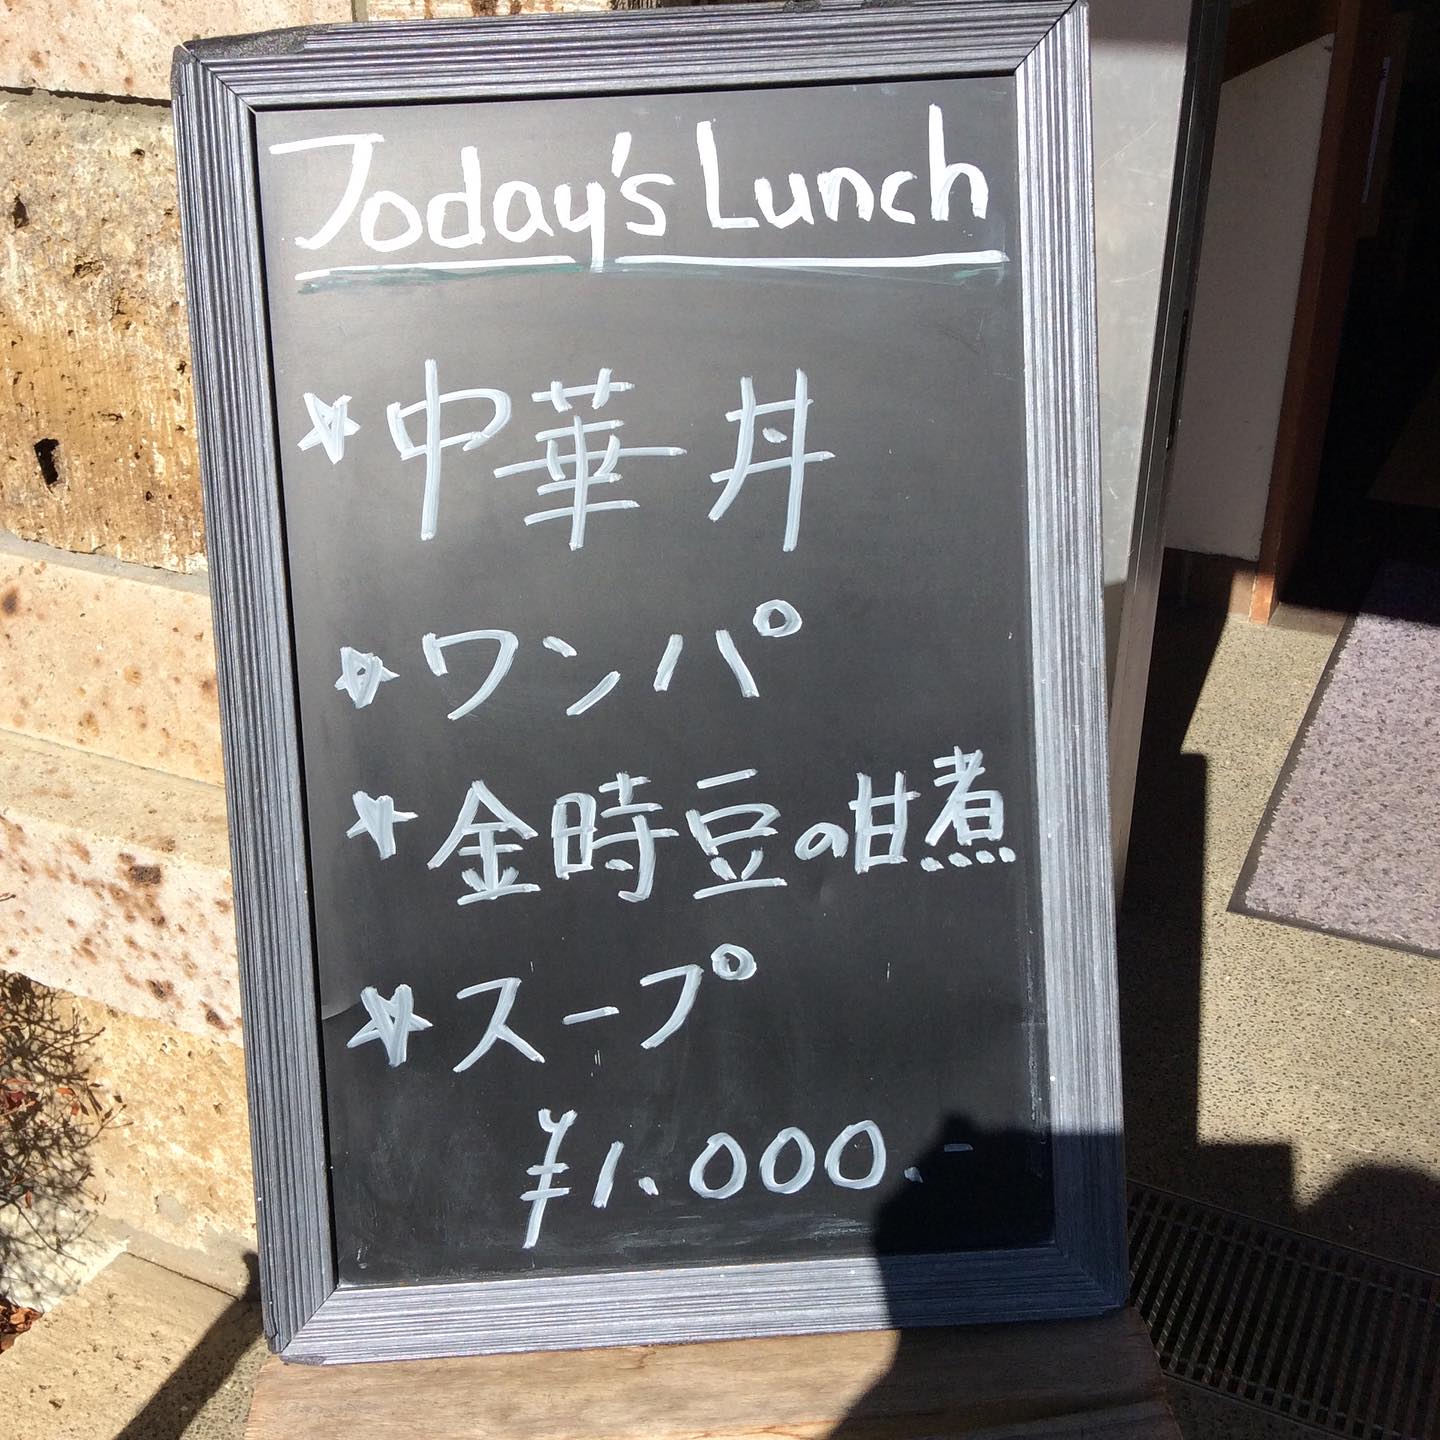 Today's Lunch
☆中華丼
☆ワンパ
☆金時豆の甘煮
☆スープ
¥1.000.-